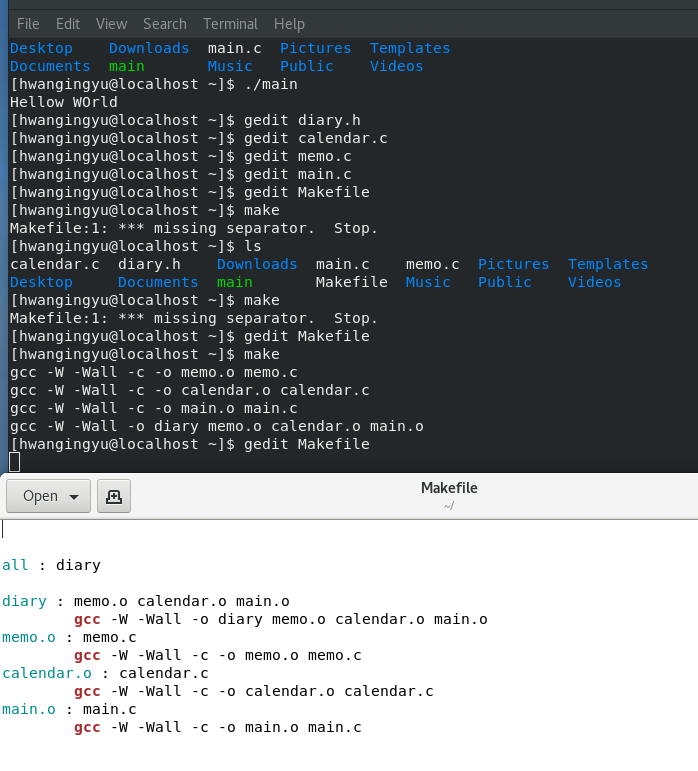 File Edit View Search Terminal Help
Desktop Downloads main.c Pictures Templates
Documents main Music Public Videos
[hwangingyu@localhost ~]$ ./main
Hellow WOrld
[hwangingyu@localhost ~]$ gedit diary.h
[hwangingyu@localhost ~]$ gedit calendar.c
[hwangingyu@localhost ~]$ gedit memo.c
[hwangingyu@localhost ~]$ gedit main.c
[hwangingyu@localhost ~]$ gedit Makefile
[hwangingyu@localhost ~]$ make
Makefile:1: *** missing separator.  Stop.
[hwangingyu@localhost ~]$ ls
calendar.c diary.h Downloads main.c memo.c Pictures Templates
Desktop Documents main Makefile Music Public Videos
[hwangingyu@localhost ~]$ make
Makefile:1: *** missing separator.  Stop.
[hwangingyu@localhost ~]$ gedit Makefile
[hwangingyu@localhost ~]$ make
gcc -W -Wall -c -o memo.o memo.c
gcc -W -Wall -c -o calendar.o calendar.c
gcc -W -Wall -c -o main.o main.c
gcc -W -Wall -o diary memo.o calendar.o main.o
[hwangingyu@localhost ~]$ gedit Makefile
Open Makefile
~/
all : diary
diary : memo.o calendar.o main.o
gcc -W -Wall -o diary memo.o calendar.o main.o
memo.o : memo.c
gcc -W -Wall -c -o memo.o memo.c
calendar.o : calendar.c
gcc -W -Wall -c -o calendar.o calendar.c
main.o : main.c
gcc -W -Wall -c -o main.o main.c